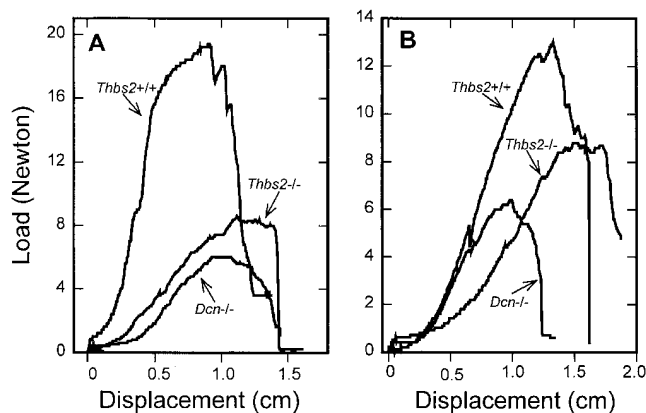 A
B
Load (Newton)
20
16
12
8
4
0
Thbs2+/+
Thbs2-/-
Dcn-/-
0
0.5
1.0
1.5
Displacement (cm)
14
12
10
8
6
4
2
0
Thbs2+/+
Thbs2-/-
Dcn-/-
0
0.5
1.0
1.5
2.0
Displacement (cm)